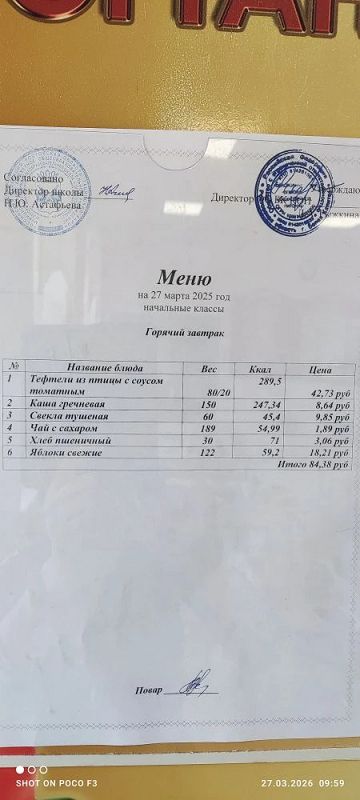 Согласовано
Директор школы
Н.Ю. Астафьева
Директор
Меню
на 27 марта 2025 год
начальные классы
Горячий завтрак
№ Название блюда Вес Ккал Цена
1 Тефтели из птицы с соусом томатным 80/20 289,5 42,73 руб
2 Каша гречневая 150 247,34 8,64 руб
3 Свекла тушеная 60 45,4 9,85 руб
4 Чай с сахаром 189 54,99 1,89 руб
5 Хлеб пшеничный 30 71 3,06 руб
6 Яблоки свежие 122 59,2 18,21 руб
Итого 84,38 руб
Повар
SHOT ON POCO F3 27.03.2026 09:59